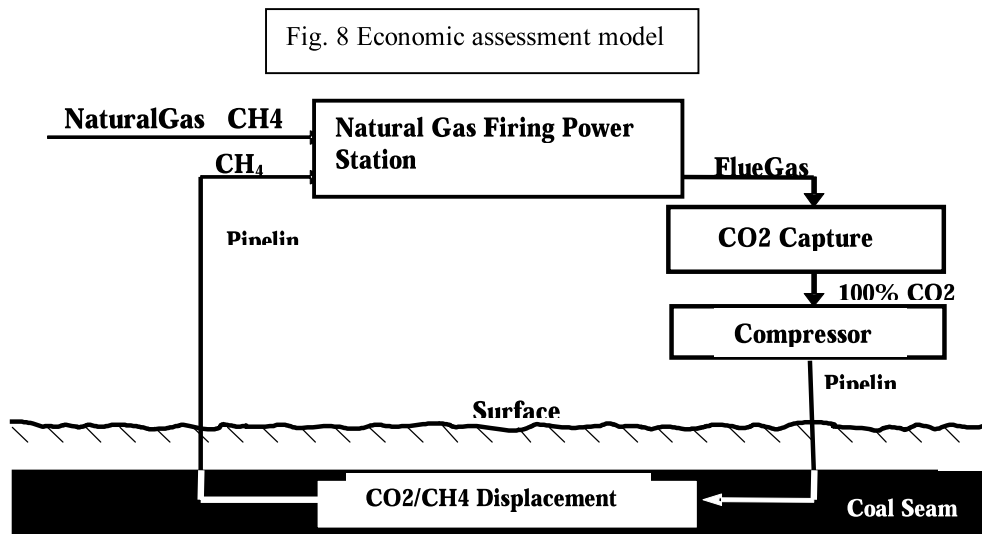 Fig. 8 Economic assessment model
NaturalGas CH4
CH₄
Natural Gas Firing Power
Station
FlueGas
Pipelin
CO2 Capture
100% CO2
Compressor
Pipelin
Surface
CO2/CH4 Displacement
Coal Seam